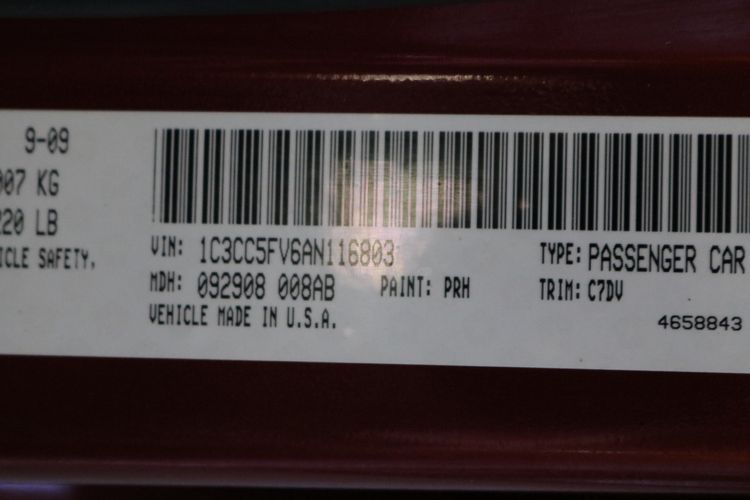 9-09
007 KG
220 LB
ICLE SAFETY.
VIN: 1C3CC5FV6AN116803
TYPE: PASSENGER CAR
MDH: 092908 008AB
PAINT: PRH
TRIM: C7DV
VEHICLE MADE IN U.S.A.
4658843